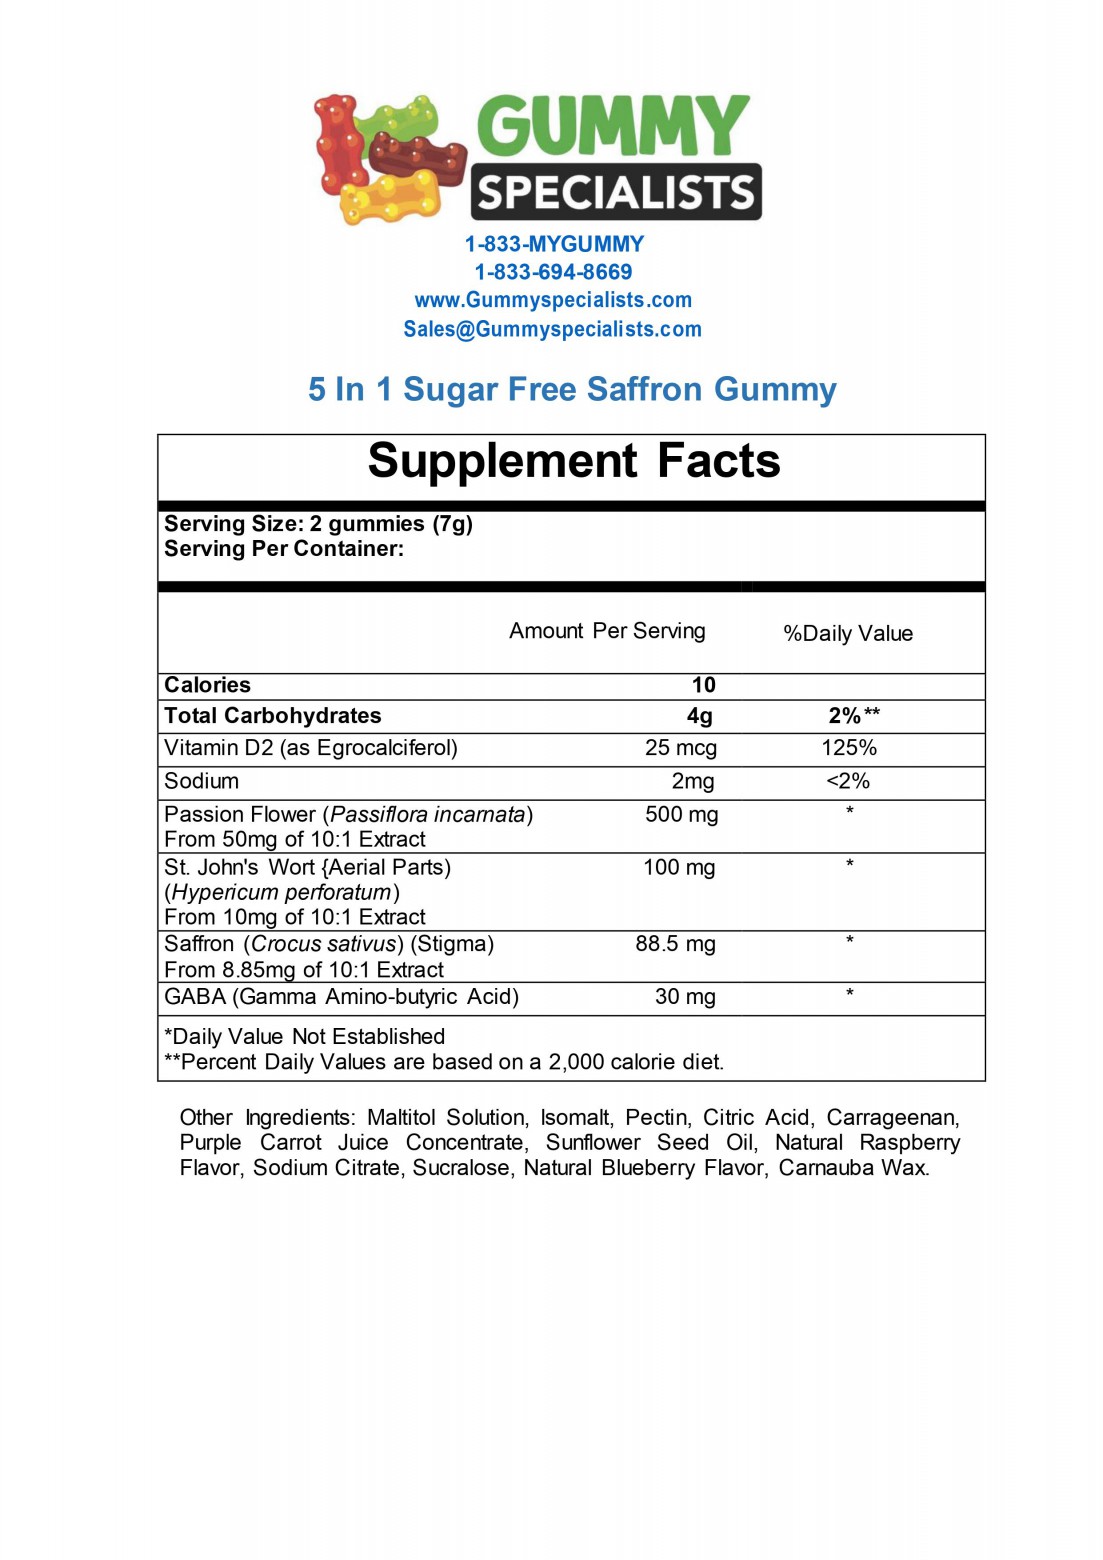 GUMMY
SPECIALISTS
1-833-MYGUMMY
1-833-694-8669
www.Gummyspecialists.com
Sales@Gummyspecialists.com
5 In 1 Sugar Free Saffron Gummy
Supplement Facts
Serving Size: 2 gummies (7g)
Serving Per Container:
Amount Per Serving %Daily Value
Calories 10
Total Carbohydrates 4g 2%**
Vitamin D2 (as Egrocalciferol) 25 mcg 125%
Sodium 2mg <2%
Passion Flower (Passiflora incarnata) 500 mg *
From 50mg of 10:1 Extract
St. John's Wort {Aerial Parts) 100 mg *
(Hypericum perforatum)
From 10mg of 10:1 Extract
Saffron (Crocus sativus) (Stigma) 88.5 mg *
From 8.85mg of 10:1 Extract
GABA (Gamma Amino-butyric Acid) 30 mg *
*Daily Value Not Established
**Percent Daily Values are based on a 2,000 calorie diet.
Other Ingredients: Maltitol Solution, Isomalt, Pectin, Citric Acid, Carrageenan,
Purple Carrot Juice Concentrate, Sunflower Seed Oil, Natural Raspberry
Flavor, Sodium Citrate, Sucralose, Natural Blueberry Flavor, Carnauba Wax.